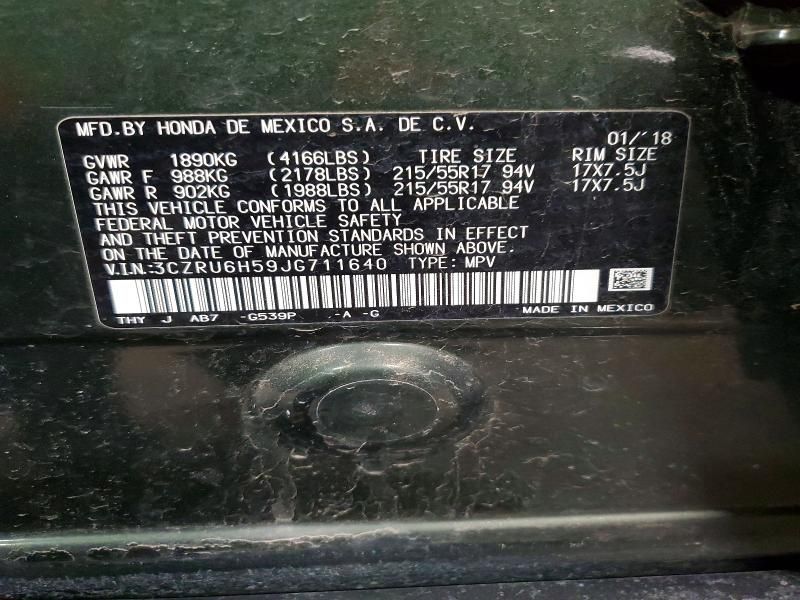 MFD.BY HONDA DE MEXICO S.A. DE C.V.
01/'18
GVWR 1890KG (4166LBS) TIRE SIZE RIM SIZE
GAWR F 988KG (2178LBS) 215/55R17 94V 17X7.5J
GAWR R 902KG (1988LBS) 215/55R17 94V 17X7.5J
THIS VEHICLE CONFORMS TO ALL APPLICABLE
FEDERAL MOTOR VEHICLE SAFETY
AND THEFT PREVENTION STANDARDS IN EFFECT
ON THE DATE OF MANUFACTURE SHOWN ABOVE.
V.I.N.:3CZRU6H59JG711640 TYPE: MPV
THY J AB7 -G539P -A -G MADE IN MEXICO